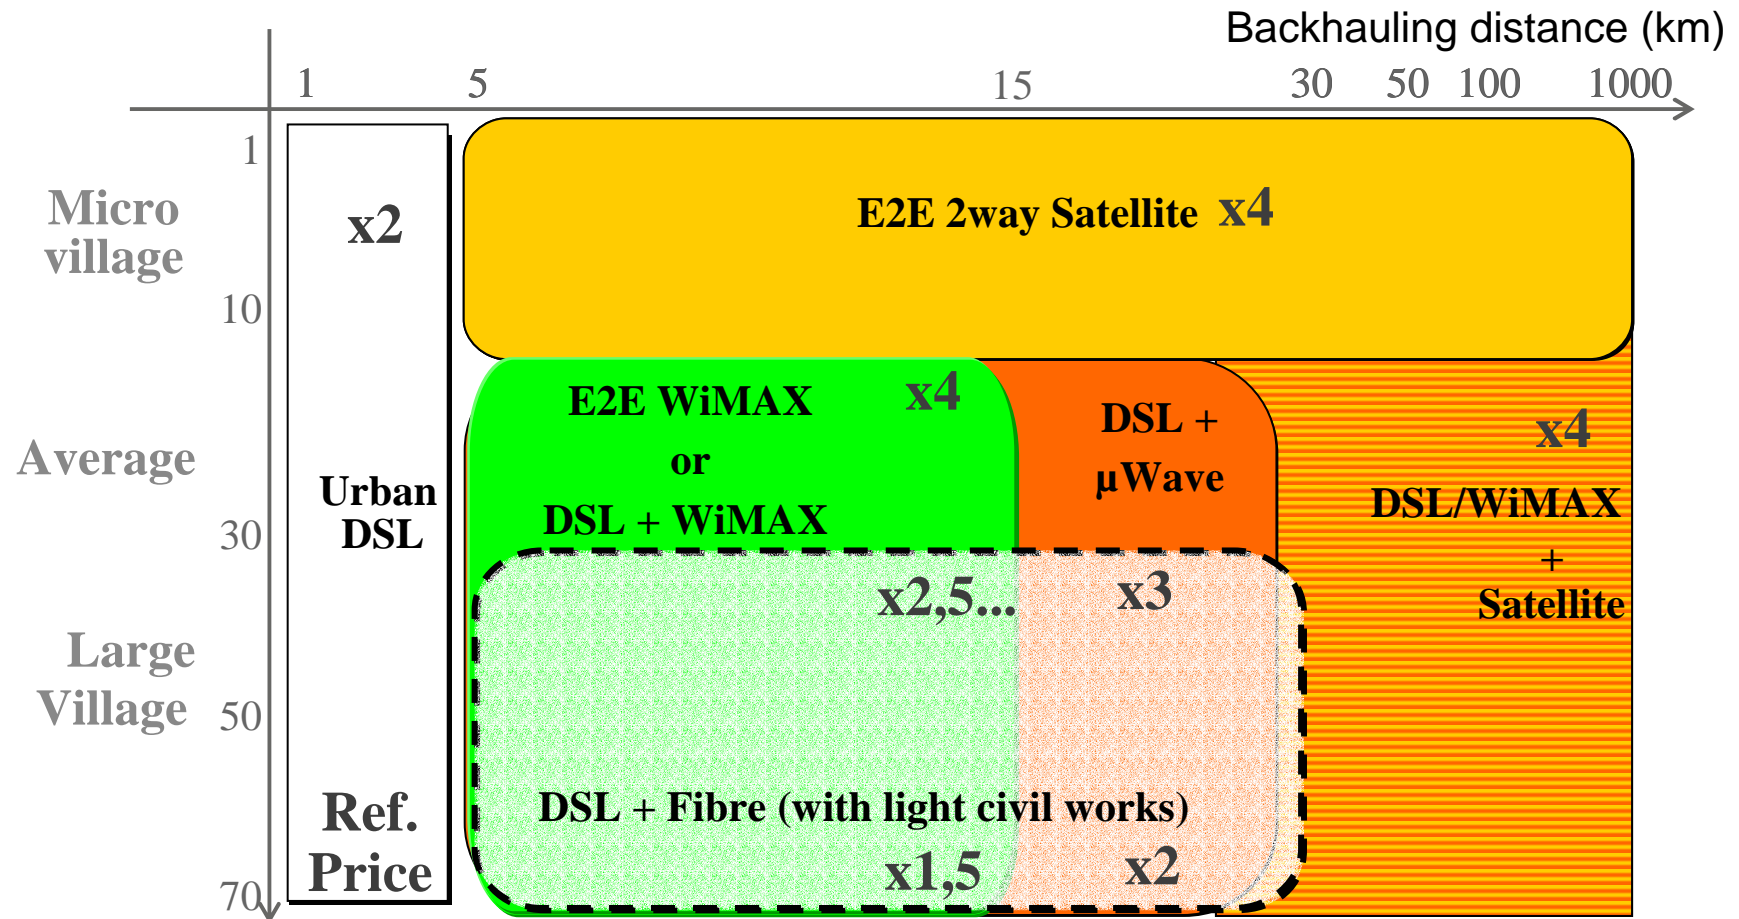 Backhauling distance (km)
1 5 15 30 50 100 1000
1
Micro
village
10
Average
30
Large
Village
50
70
x2
Urban
DSL
Ref.
Price
E2E 2way Satellite x4
E2E WiMAX x4
or
DSL + WiMAX
DSL +
µWave
x4
DSL/WiMAX
+
Satellite
x2,5... x3
DSL + Fibre (with light civil works)
x1,5 x2